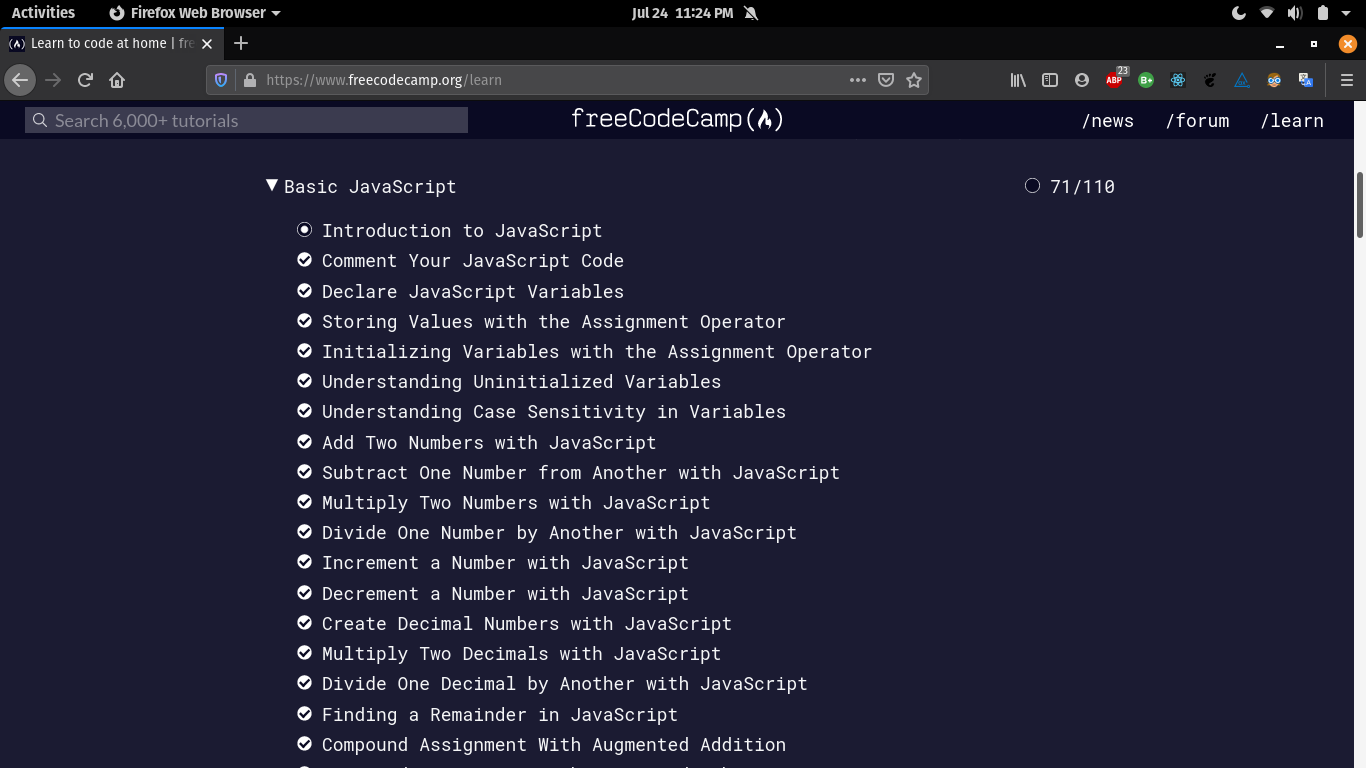 Activities Firefox Web Browser Jul 24 11:24 PM
Learn to code at home | fre
https://www.freecodecamp.org/learn
23
ABP
B+
Search 6,000+ tutorials freeCodeCamp /news /forum /learn
Basic JavaScript 71/110
Introduction to JavaScript
Comment Your JavaScript Code
Declare JavaScript Variables
Storing Values with the Assignment Operator
Initializing Variables with the Assignment Operator
Understanding Uninitialized Variables
Understanding Case Sensitivity in Variables
Add Two Numbers with JavaScript
Subtract One Number from Another with JavaScript
Multiply Two Numbers with JavaScript
Divide One Number by Another with JavaScript
Increment a Number with JavaScript
Decrement a Number with JavaScript
Create Decimal Numbers with JavaScript
Multiply Two Decimals with JavaScript
Divide One Decimal by Another with JavaScript
Finding a Remainder in JavaScript
Compound Assignment With Augmented Addition